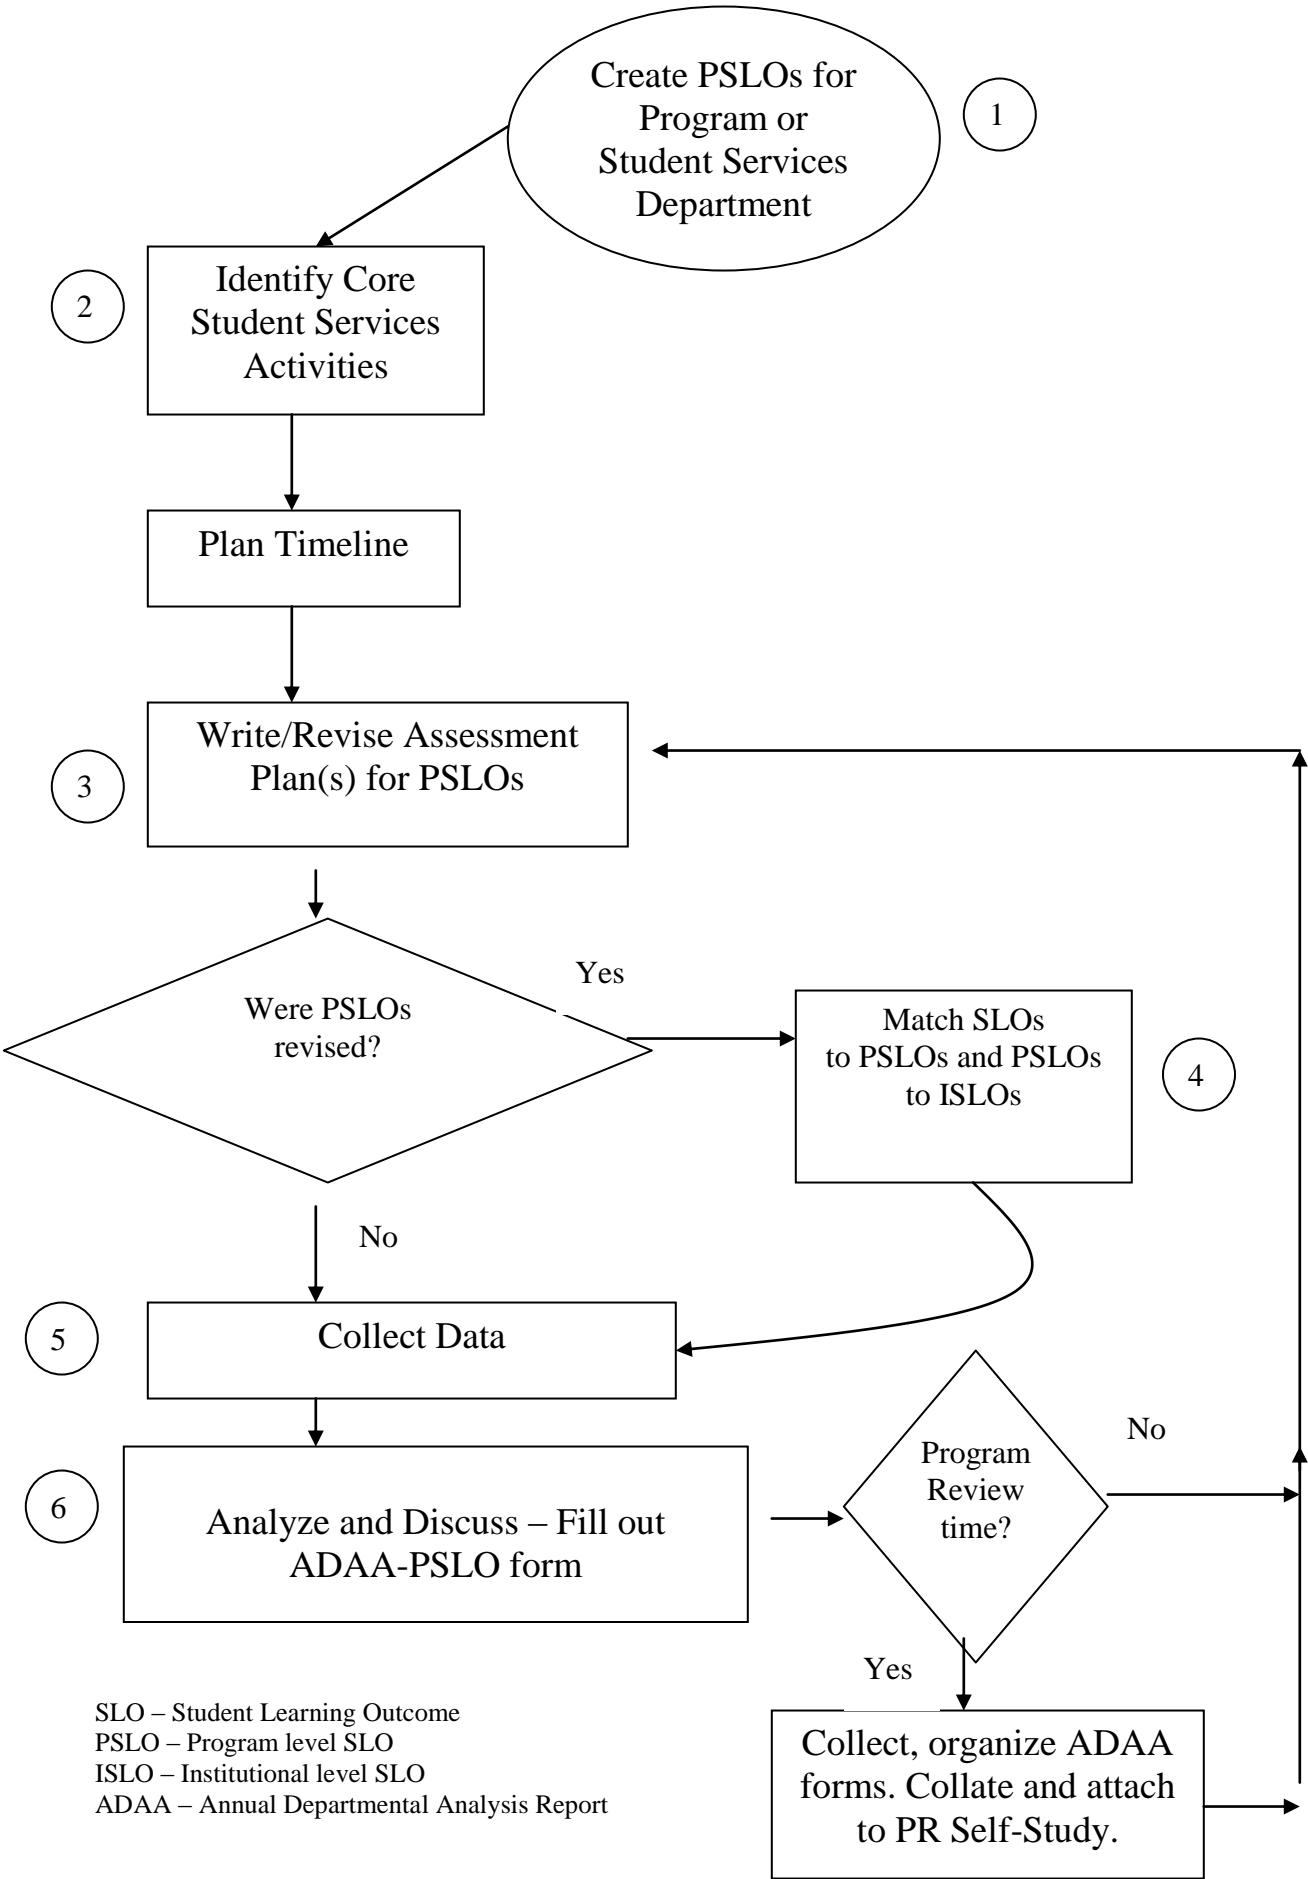 Create PSLOs for
Program or
Student Services
Department
1
Identify Core
Student Services
Activities
2
Plan Timeline
Write/Revise Assessment
Plan(s) for PSLOs
3
Were PSLOs
revised?
Yes
Match SLOs
to PSLOs and PSLOs
to ISLOs
4
No
5
Collect Data
6
Analyze and Discuss – Fill out
ADAA-PSLO form
Program
Review
time?
No
Yes
Collect, organize ADAA
forms. Collate and attach
to PR Self-Study.
SLO – Student Learning Outcome
PSLO – Program level SLO
ISLO – Institutional level SLO
ADAA – Annual Departmental Analysis Report